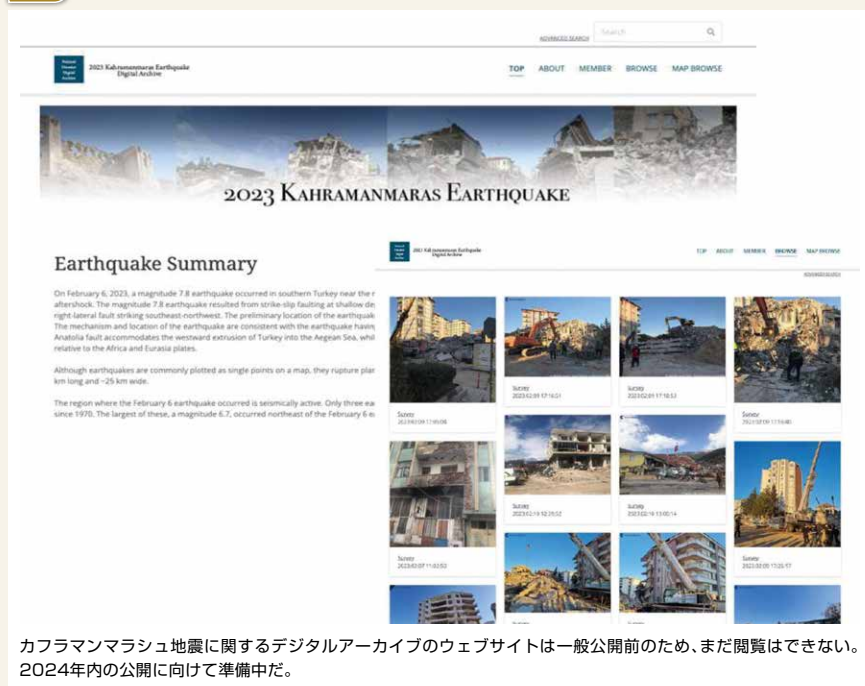 ADVANCED SEARCH
Search
2023 Kahramanmaras Earthquake
Digital Archive
TOP ABOUT MEMBER BROWSE MAP BROWSE
2023 KAHRAMANMARAS EARTHQUAKE
Earthquake Summary
On February 6, 2023, a magnitude 7.8 earthquake occurred in southern Turkey near the
aftershock. The magnitude 7.8 earthquake resulted from strike-slip faulting at shallow
right-lateral fault striking southeast-northwest. The preliminary location of the
The mechanism and location of the earthquake are consistent with the earthquake
Anatolia fault accommodates the westward extrusion of Turkey into the Aegean Sea,
relative to the Africa and Eurasia plates.
Although earthquakes are commonly plotted as single points on a map, they rupture
km long and ~25 km wide.
The region where the February 6 earthquake occurred is seismically active. Only three
since 1970. The largest of these, a magnitude 6.7, occurred northeast of the February 6
2023 Kahramanmaras Earthquake
Digital Archive
TOP ABOUT MEMBER BROWSE MAP BROWSE
ADVANCED SEARCH
Survey
Survey
Survey
Survey
Survey
Survey
Survey
Survey
カフラマンマラシュ地震に関するデジタルアーカイブのウェブサイトは一般公開前のため、まだ閲覧はできない。
2024年内の公開に向けて準備中だ。